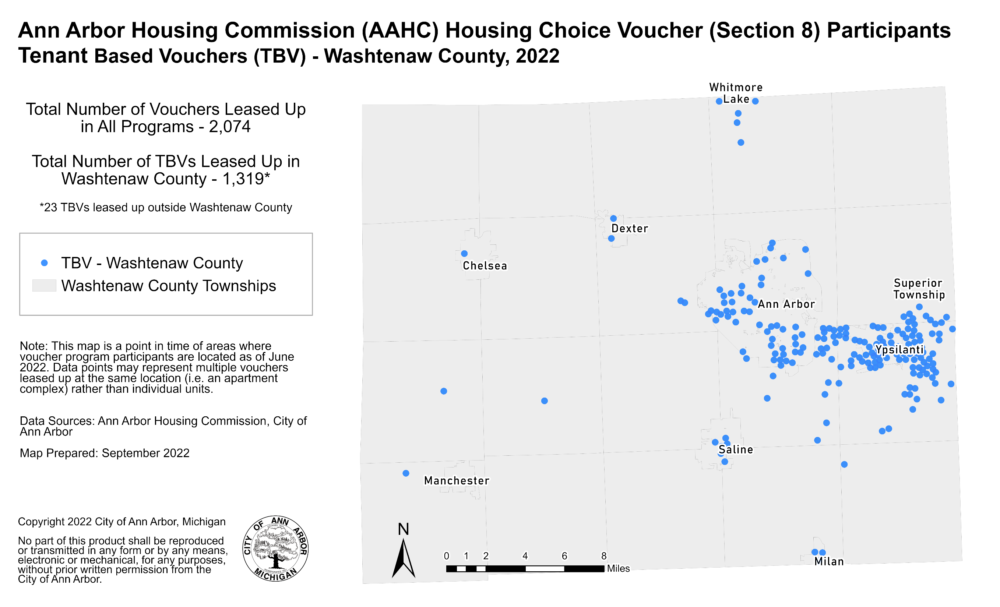 Ann Arbor Housing Commission (AAHC) Housing Choice Voucher (Section 8) Participants
Tenant Based Vouchers (TBV) - Washtenaw County, 2022
Total Number of Vouchers Leased Up
in All Programs - 2,074
Total Number of TBVs Leased Up in
Washtenaw County - 1,319*
*23 TBVs leased up outside Washtenaw County
TBV - Washtenaw County
Washtenaw County Townships
Note: This map is a point in time of areas where
voucher program participants are located as of June
2022. Data points may represent multiple vouchers
leased up at the same location (i.e. an apartment
complex) rather than individual units.
Data Sources: Ann Arbor Housing Commission, City of
Ann Arbor
Map Prepared: September 2022
Copyright 2022 City of Ann Arbor, Michigan
No part of this product shall be reproduced
or transmitted in any form or by any means,
electronic or mechanical, for any purposes,
without prior written permission from the
City of Ann Arbor.
CITY OF ANN ARBOR
MICHIGAN
Whitmore
Lake
Dexter
Chelsea
Superior
Township
Ann Arbor
Ypsilanti
Saline
Manchester
Milan
N
0 1 2 4 6 8
Miles